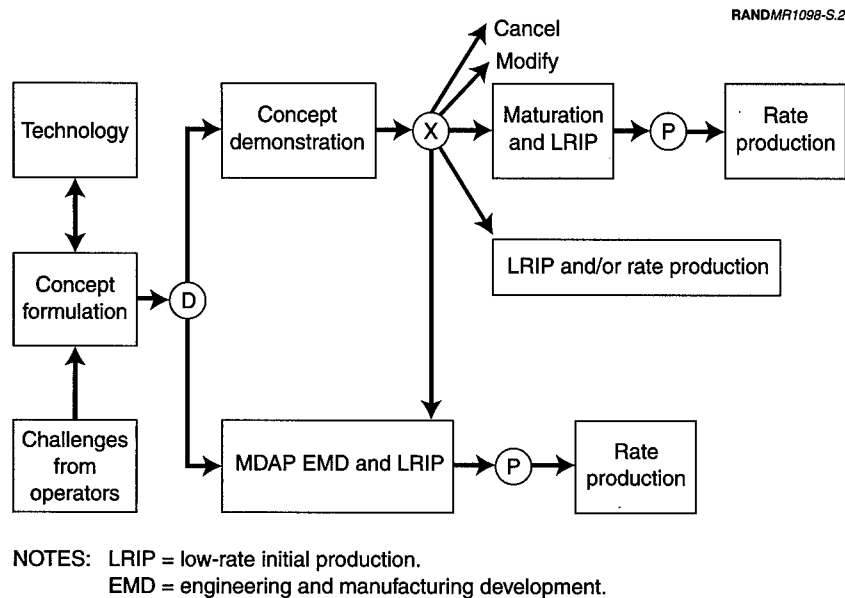 RANDMR1098-S.2
Cancel
Modify
Technology
Concept
demonstration
X
Maturation
and LRIP
P
Rate
production
LRIP and/or rate production
Concept
formulation
D
Challenges
from
operators
MDAP EMD and LRIP
P
Rate
production
NOTES: LRIP = low-rate initial production.
EMD = engineering and manufacturing development.